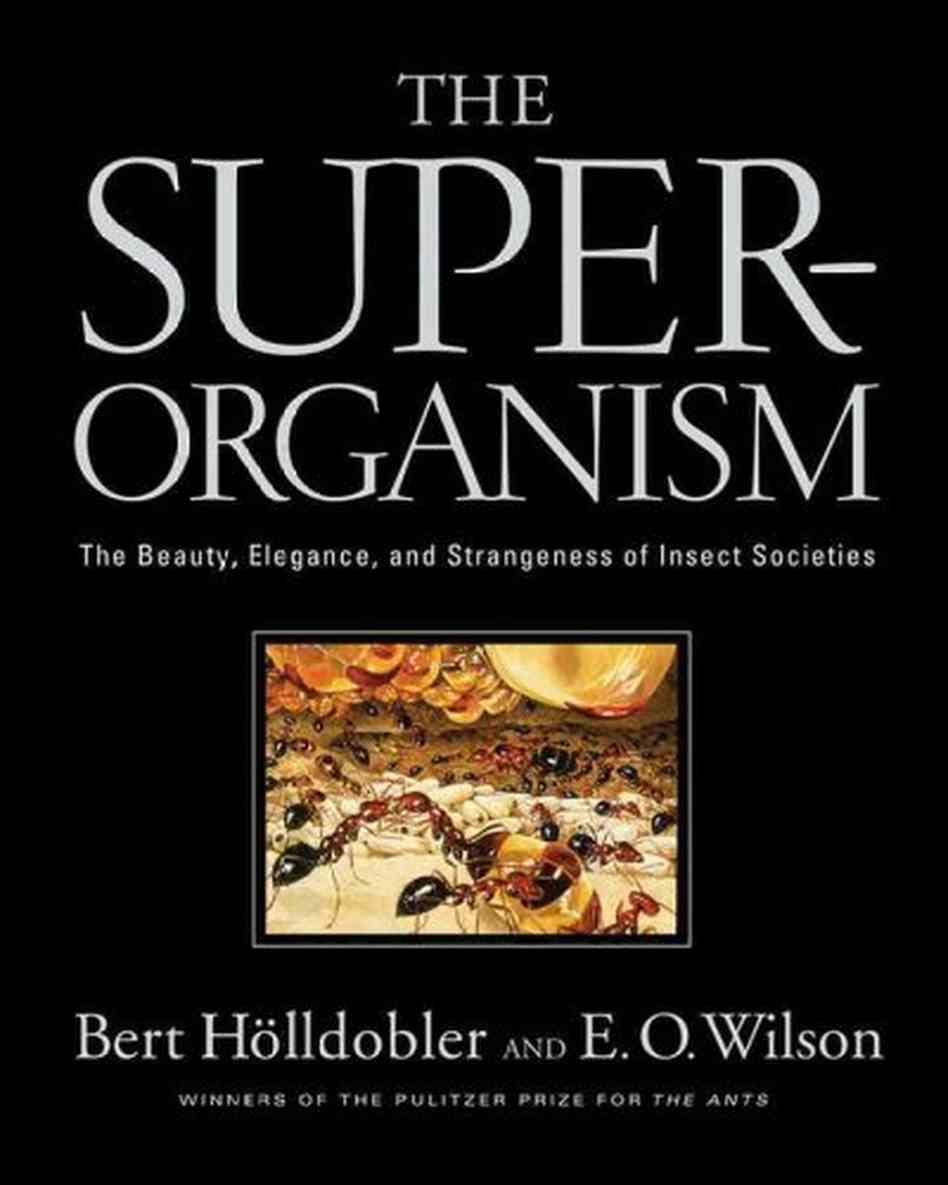 THE
SUPER-
ORGANISM
The Beauty, Elegance, and Strangeness of Insect Societies
Bert Hölldobler AND E. O. Wilson
WINNERS OF THE PULITZER PRIZE FOR THE ANTS